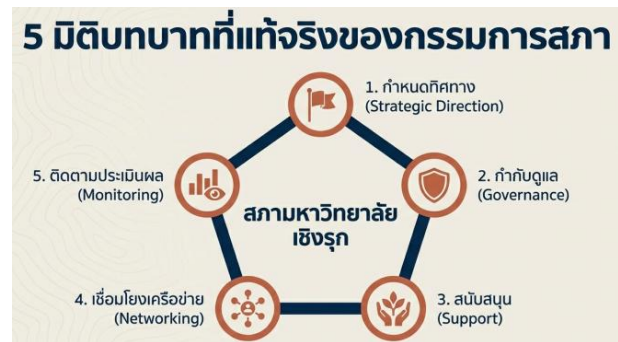 5 มิติบทบาทที่แท้จริงของกรรมการสภา
1. กำหนดทิศทาง
(Strategic Direction)
2. กำกับดูแล
(Governance)
3. สนับสนุน
(Support)
4. เชื่อมโยงเครือข่าย
(Networking)
5. ติดตามประเมินผล
(Monitoring)
สภามหาวิทยาลัย
เชิงรุก